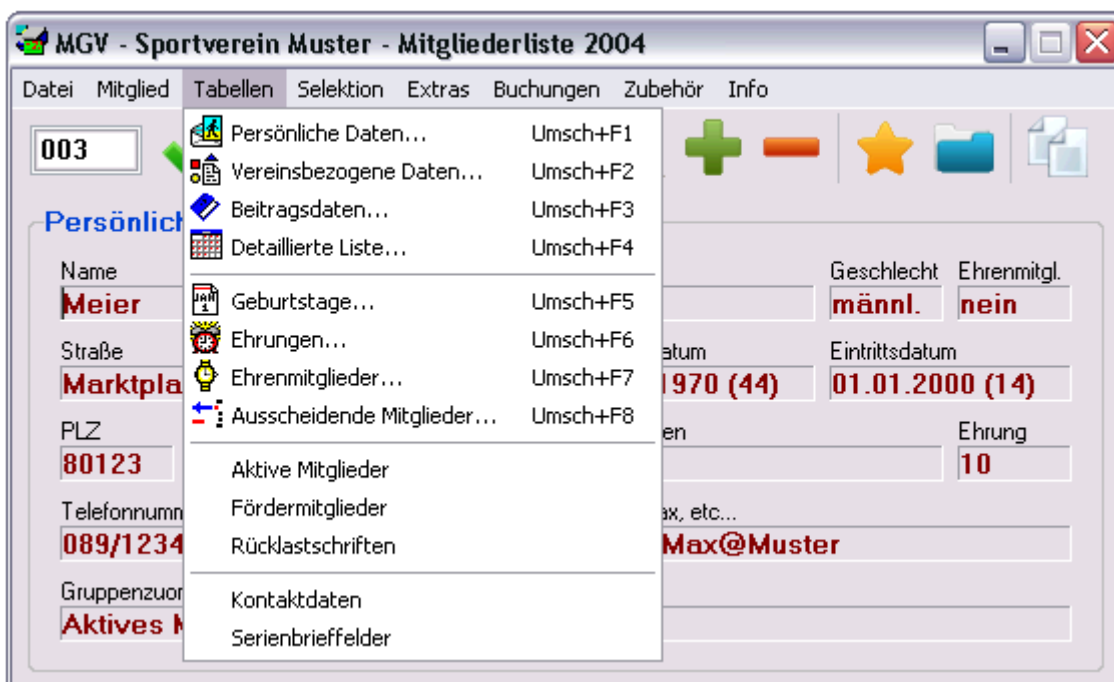 MGV - Sportverein Muster - Mitgliederliste 2004
Datei Mitglied Tabellen Selektion Extras Buchungen Zubehör Info
003
Persönliche Daten... Umsch+F1
Vereinsbezogene Daten... Umsch+F2
Beitragsdaten... Umsch+F3
Detaillierte Liste... Umsch+F4
Geburtstage... Umsch+F5
Ehrungen... Umsch+F6
Ehrenmitglieder... Umsch+F7
Ausscheidende Mitglieder... Umsch+F8
Aktive Mitglieder
Fördermitglieder
Rücklastschriften
Kontaktdaten
Serienbrieffelder
Persönlich
Name Geschlecht Ehrenmitgl.
Meier männl. nein
Straße atum Eintrittsdatum
Marktpla 1970 (44) 01.01.2000 (14)
PLZ en Ehrung
80123 10
Telefonnumm ax, etc...
089/1234 Max@Muster
Gruppenzuor
Aktives M